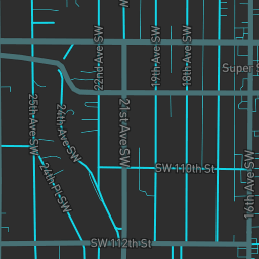 22nd Ave SW
19th Ave SW
18th Ave SW
Super S
25th Ave SW
24th Ave SW
21st Ave SW
SW 110th St
24th Pl SW
16th Ave SW
SW 112th St